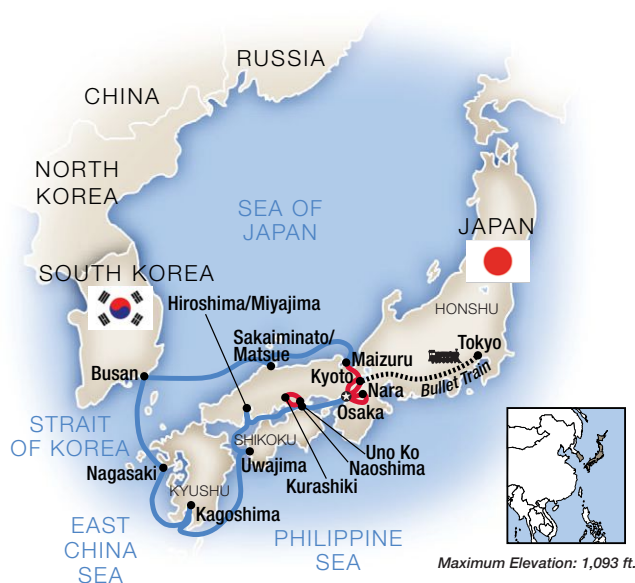 RUSSIA
CHINA
NORTH
KOREA
SEA OF
JAPAN
JAPAN
SOUTH KOREA
Hiroshima/Miyajima
HONSHU
Sakaiminato/
Matsue
Tokyo
Maizuru
Busan
Kyoto
Bullet Train
Nara
Osaka
STRAIT
OF KOREA
SHIKOKU
Uno Ko
Uwajima
Naoshima
Nagasaki
Kurashiki
KYUSHU
Kagoshima
EAST
CHINA
SEA
PHILIPPINE
SEA
Maximum Elevation: 1,093 ft.